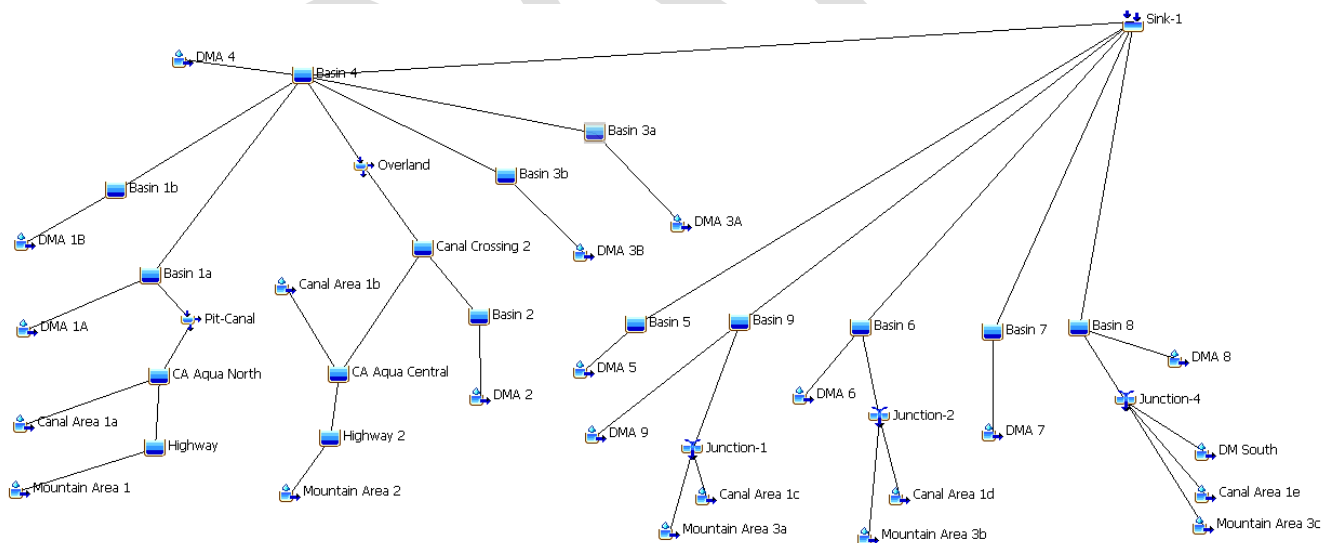 Sink-1
DMA 4
Basin 4
Basin 3a
Overland
Basin 3b
Basin 1b
DMA 3A
DMA 1B
Canal Crossing 2
DMA 3B
Basin 1a
Canal Area 1b
Pit-Canal
Basin 2
Basin 5
Basin 9
Basin 6
Basin 7
Basin 8
DMA 1A
DMA 8
DMA 5
CA Aqua North
CA Aqua Central
DMA 2
DMA 6
Junction-4
Junction-2
Canal Area 1a
DMA 9
DMA 7
Highway
Highway 2
Junction-1
DM South
Mountain Area 1
Mountain Area 2
Canal Area 1c
Canal Area 1d
Canal Area 1e
Mountain Area 3a
Mountain Area 3b
Mountain Area 3c